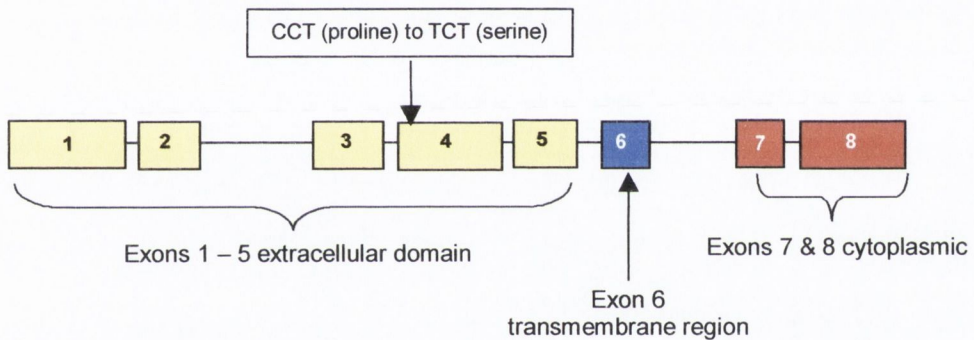 CCT (proline) to TCT (serine)
1 2 3 4 5 6 7 8
Exons 1 – 5 extracellular domain
Exons 7 & 8 cytoplasmic
Exon 6
transmembrane region